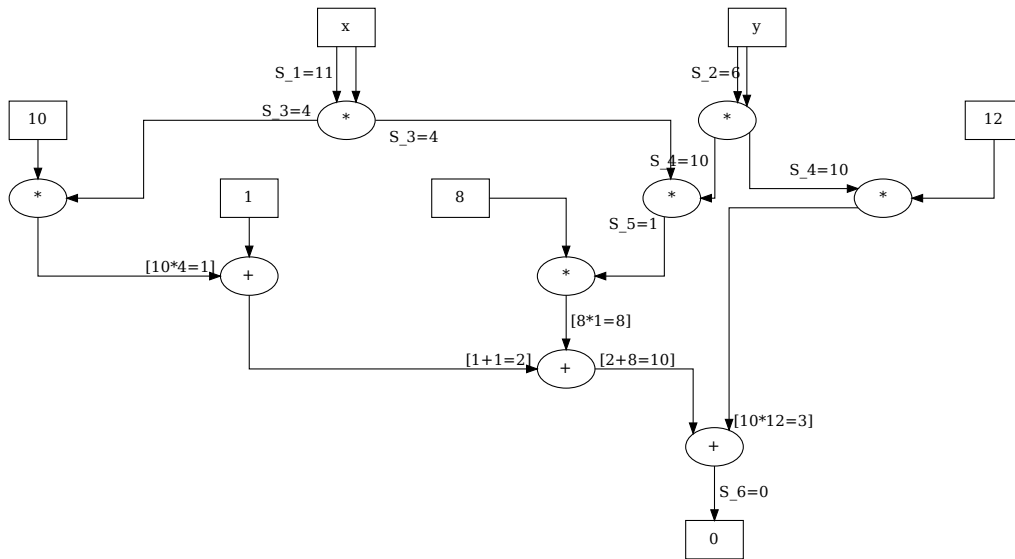 x
y
S_1=11
S_2=6
10
S_3=4
*
S_3=4
*
12
S_4=10
S_4=10
*
1
8
*
*
S_5=1
[10*4=1]
+
*
[8*1=8]
[1+1=2]
+
[2+8=10]
[10*12=3]
+
S_6=0
0